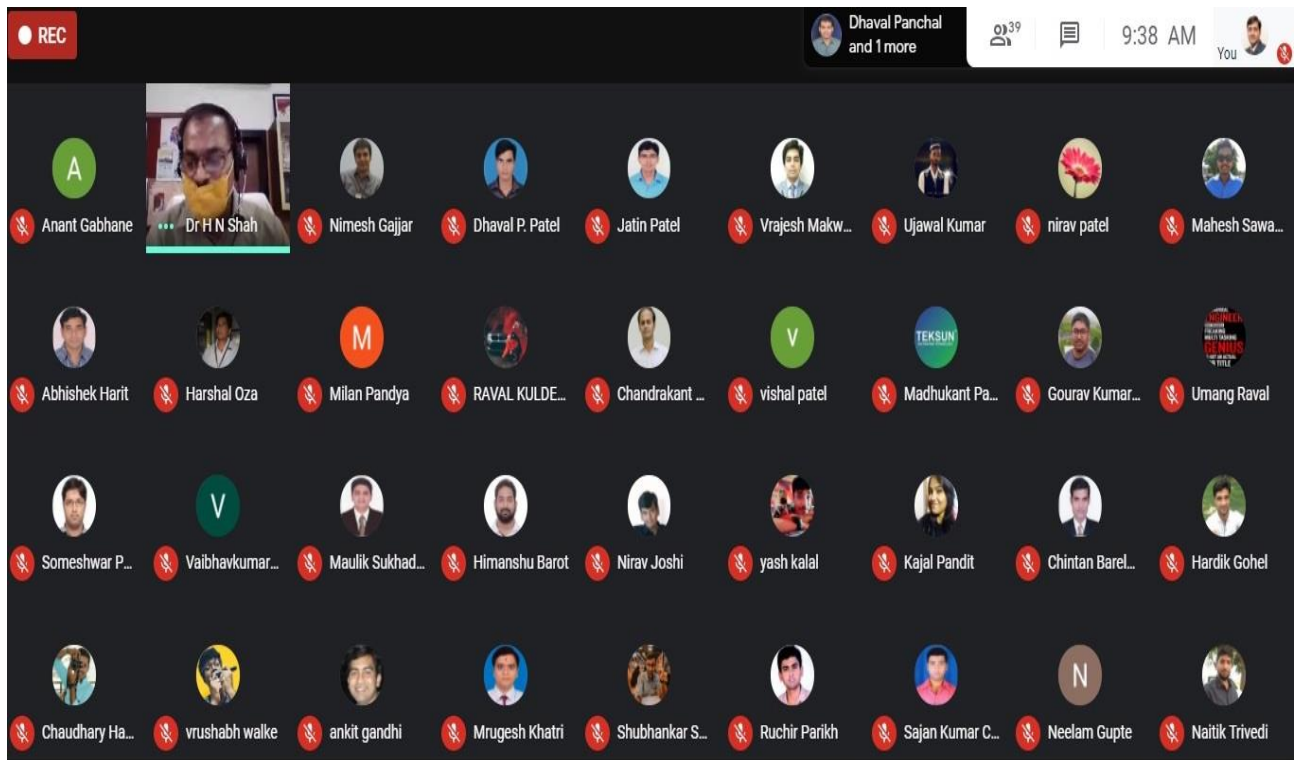 REC
Dhaval Panchal
and 1 more
39
9:38 AM
You
A
Anant Gabhane
Dr H N Shah
Nimesh Gajjar
Dhaval P. Patel
Jatin Patel
Vrajesh Makw...
Ujawal Kumar
nirav patel
Mahesh Sawa...
Abhishek Harit
Harshal Oza
M
Milan Pandya
RAVAL KULDE...
Chandrakant ...
V
vishal patel
TEKSUN
Madhukant Pa...
Gourav Kumar...
ENGINEER
GENIUS
Umang Raval
Someshwar P...
V
Vaibhavkumar...
Maulik Sukhad...
Himanshu Barot
Nirav Joshi
yash kalal
Kajal Pandit
Chintan Barel...
Hardik Gohel
Chaudhary Ha...
vrushabh walke
ankit gandhi
Mrugesh Khatri
Shubhankar S...
Ruchir Parikh
Sajan Kumar C...
N
Neelam Gupte
Naitik Trivedi